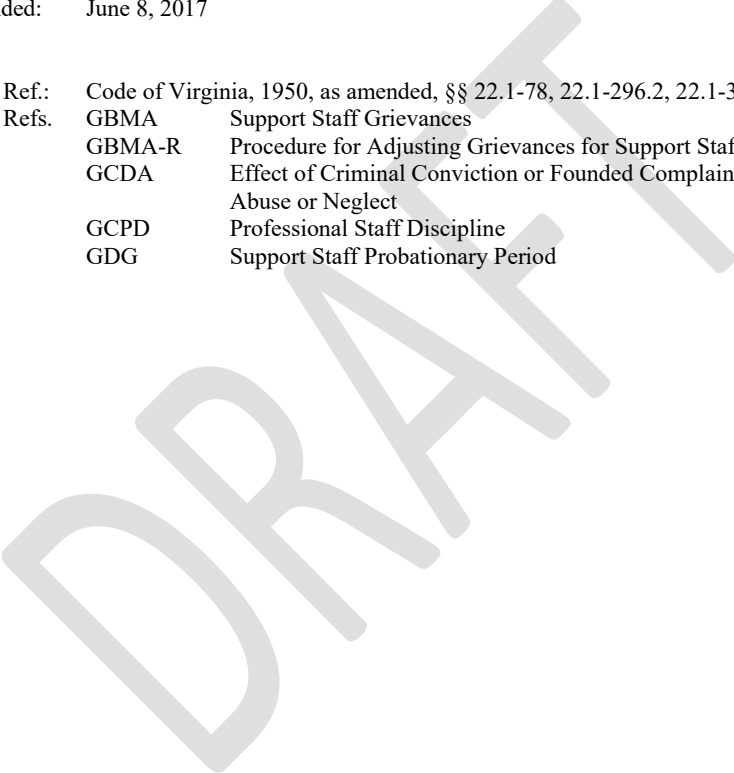 ded: June 8, 2017
Ref.: Code of Virginia, 1950, as amended, §§ 22.1-78, 22.1-296.2, 22.1-3
Refs. GBMA Support Staff Grievances
GBMA-R Procedure for Adjusting Grievances for Support Staf
GCDA Effect of Criminal Conviction or Founded Complain
Abuse or Neglect
GCPD Professional Staff Discipline
GDG Support Staff Probationary Period
DRAFT